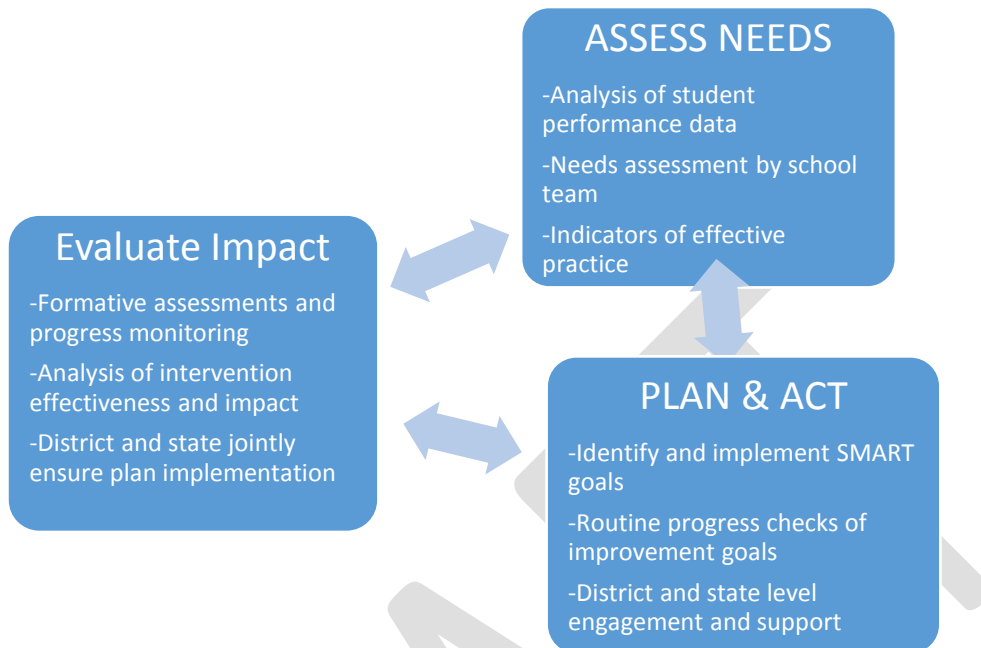 ASSESS NEEDS
-Analysis of student
performance data
-Needs assessment by school
team
-Indicators of effective
practice
Evaluate Impact
-Formative assessments and
progress monitoring
-Analysis of intervention
effectiveness and impact
-District and state jointly
ensure plan implementation
PLAN & ACT
-Identify and implement SMART
goals
-Routine progress checks of
improvement goals
-District and state level
engagement and support